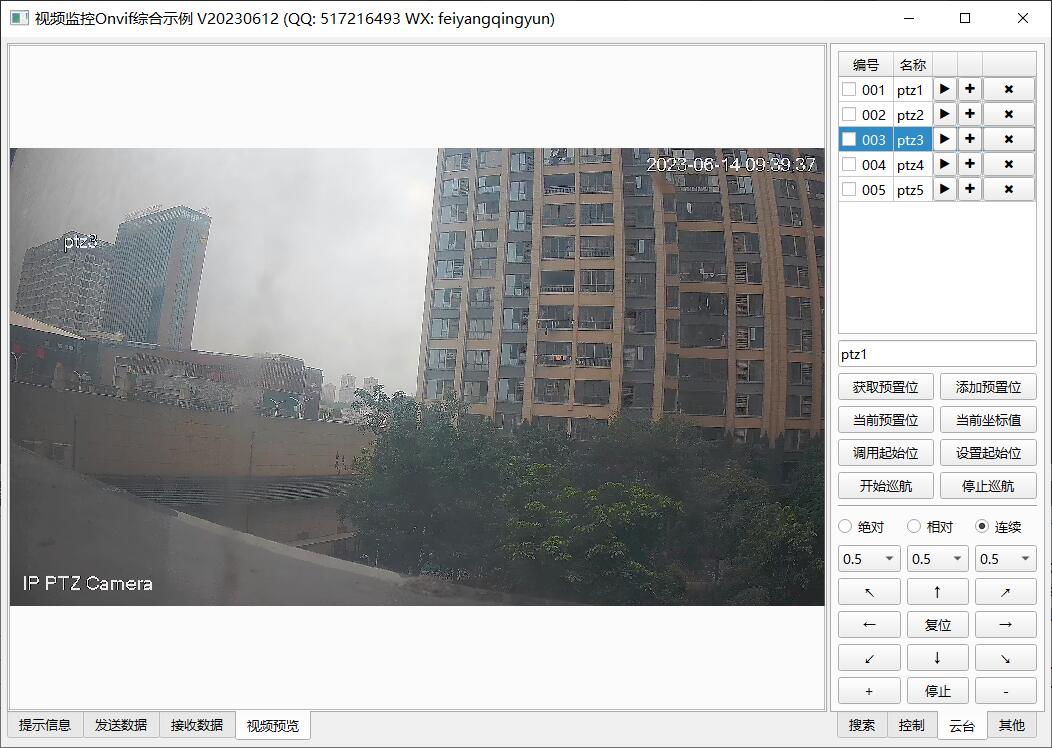 视频监控Onvif综合示例 V20230612 (QQ: 517216493 WX: feiyangqingyun)
2023-06-14 09:39:37
ptz3
IP PTZ Camera
编号 名称
001 ptz1
002 ptz2
003 ptz3
004 ptz4
005 ptz5
ptz1
获取预置位 添加预置位
当前预置位 当前坐标值
调用起始位 设置起始位
开始巡航 停止巡航
绝对 相对 连续
0.5 0.5 0.5
↖ ↑ ↗
← 复位 →
↙ ↓ ↘
+ 停止 -
提示信息 发送数据 接收数据 视频预览
搜索 控制 云台 其他